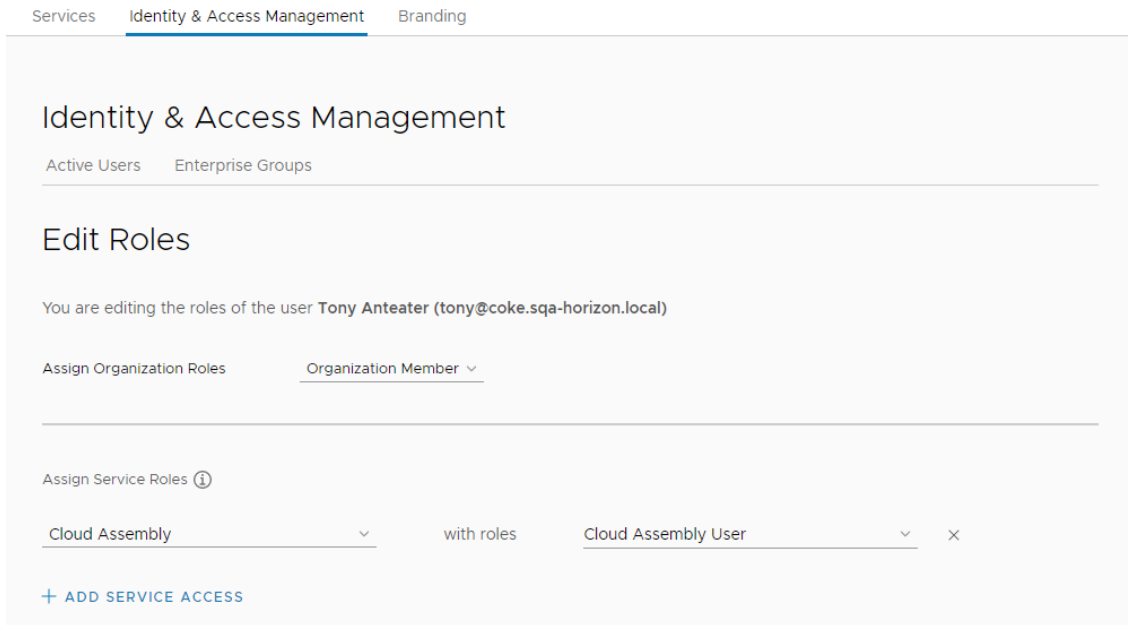 Services Identity & Access Management Branding
Identity & Access Management
Active Users Enterprise Groups
Edit Roles
You are editing the roles of the user Tony Anteater (tony@coke.sqa-horizon.local)
Assign Organization Roles Organization Member
Assign Service Roles
Cloud Assembly with roles Cloud Assembly User
+ ADD SERVICE ACCESS